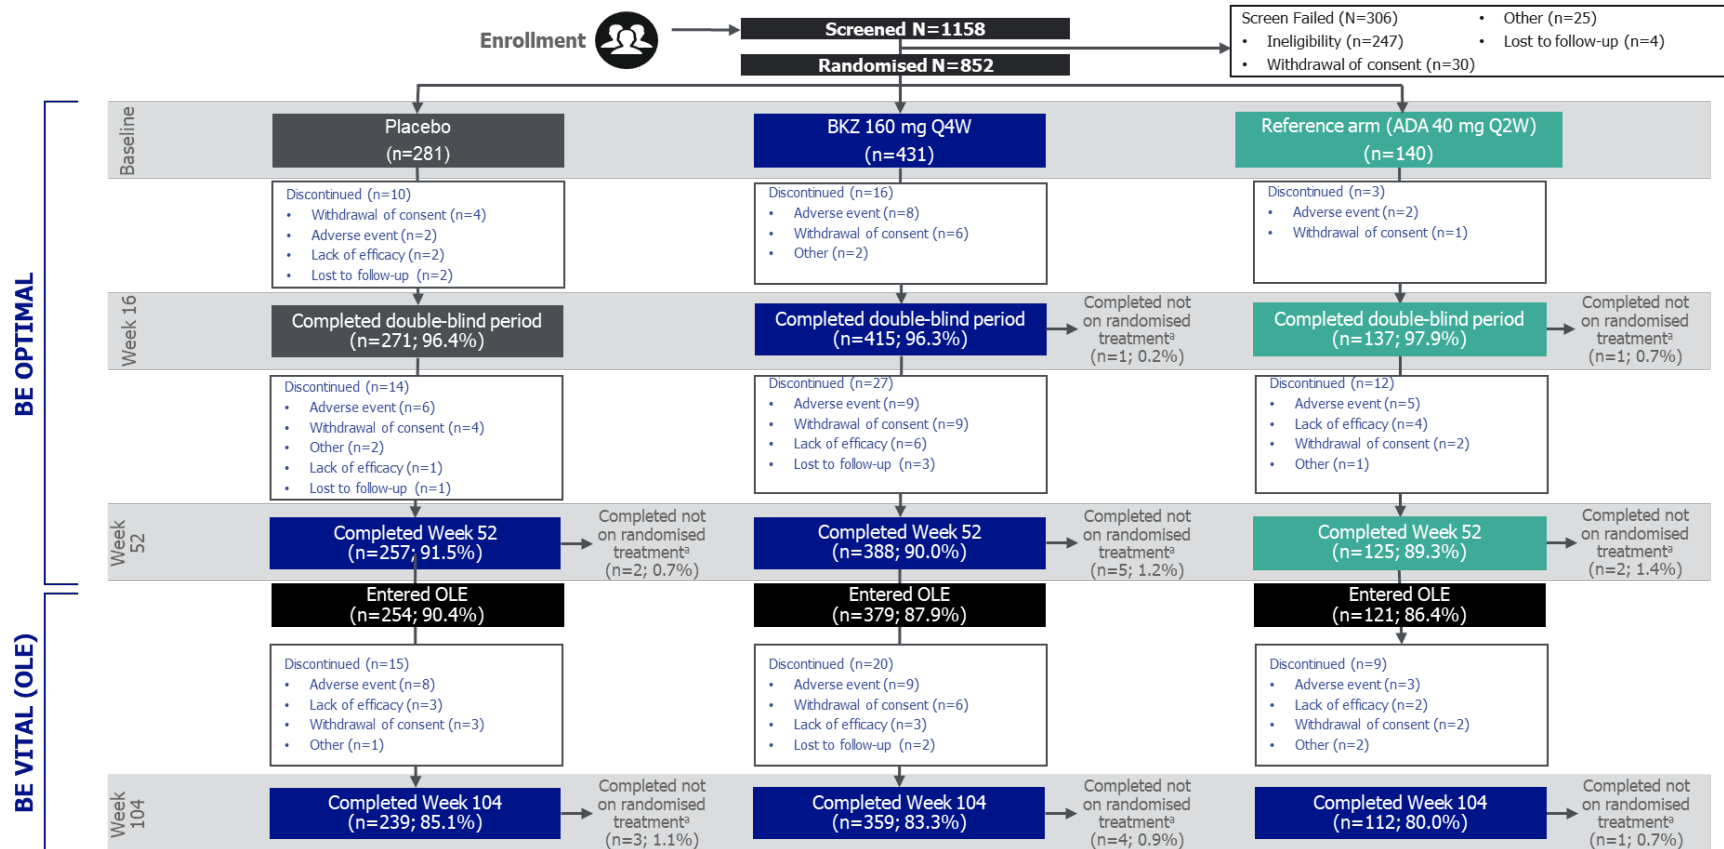 Enrollment
Screened N=1158
Randomised N=852
Screen Failed (N=306)
• Ineligibility (n=247)
• Withdrawal of consent (n=30)
• Other (n=25)
• Lost to follow-up (n=4)
BE OPTIMAL
Baseline
Placebo
(n=281)
BKZ 160 mg Q4W
(n=431)
Reference arm (ADA 40 mg Q2W)
(n=140)
Discontinued (n=10)
• Withdrawal of consent (n=4)
• Adverse event (n=2)
• Lack of efficacy (n=2)
• Lost to follow-up (n=2)
Discontinued (n=16)
• Adverse event (n=8)
• Withdrawal of consent (n=6)
• Other (n=2)
Discontinued (n=3)
• Adverse event (n=2)
• Withdrawal of consent (n=1)
Week 16
Completed double-blind period
(n=271; 96.4%)
Completed double-blind period
(n=415; 96.3%)
Completed not
on randomised
treatmentᵃ
(n=1; 0.2%)
Completed double-blind period
(n=137; 97.9%)
Completed not
on randomised
treatmentᵃ
(n=1; 0.7%)
Discontinued (n=14)
• Adverse event (n=6)
• Withdrawal of consent (n=4)
• Other (n=2)
• Lack of efficacy (n=1)
• Lost to follow-up (n=1)
Discontinued (n=27)
• Adverse event (n=9)
• Withdrawal of consent (n=9)
• Lack of efficacy (n=6)
• Lost to follow-up (n=3)
Discontinued (n=12)
• Adverse event (n=5)
• Lack of efficacy (n=4)
• Withdrawal of consent (n=2)
• Other (n=1)
Week
52
Completed Week 52
(n=257; 91.5%)
Completed not
on randomised
treatmentᵃ
(n=2; 0.7%)
Completed Week 52
(n=388; 90.0%)
Completed not
on randomised
treatmentᵃ
(n=5; 1.2%)
Completed Week 52
(n=125; 89.3%)
Completed not
on randomised
treatmentᵃ
(n=2; 1.4%)
BE VITAL (OLE)
Entered OLE
(n=254; 90.4%)
Entered OLE
(n=379; 87.9%)
Entered OLE
(n=121; 86.4%)
Discontinued (n=15)
• Adverse event (n=8)
• Lack of efficacy (n=3)
• Withdrawal of consent (n=3)
• Other (n=1)
Discontinued (n=20)
• Adverse event (n=9)
• Withdrawal of consent (n=6)
• Lack of efficacy (n=3)
• Lost to follow-up (n=2)
Discontinued (n=9)
• Adverse event (n=3)
• Lack of efficacy (n=2)
• Withdrawal of consent (n=2)
• Other (n=2)
Week
104
Completed Week 104
(n=239; 85.1%)
Completed not
on randomised
treatmentᵃ
(n=3; 1.1%)
Completed Week 104
(n=359; 83.3%)
Completed not
on randomised
treatmentᵃ
(n=4; 0.9%)
Completed Week 104
(n=112; 80.0%)
Completed not
on randomised
treatmentᵃ
(n=1; 0.7%)